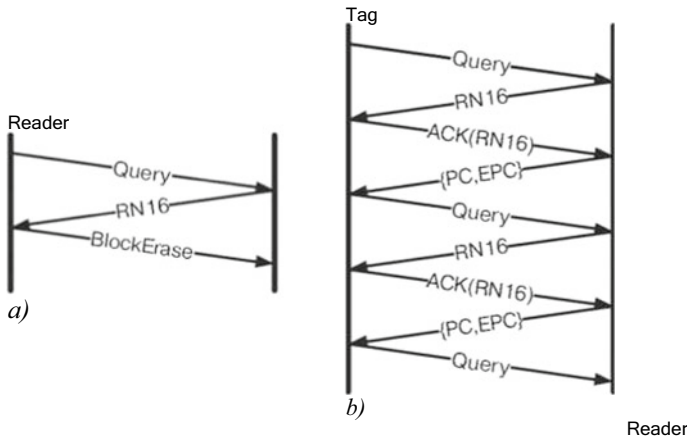 Reader
Query
RN16
BlockErase
a)
Tag
Query
RN16
ACK(RN16)
{PC,EPC}
Query
RN16
ACK(RN16)
{PC,EPC}
Query
b)
Reader